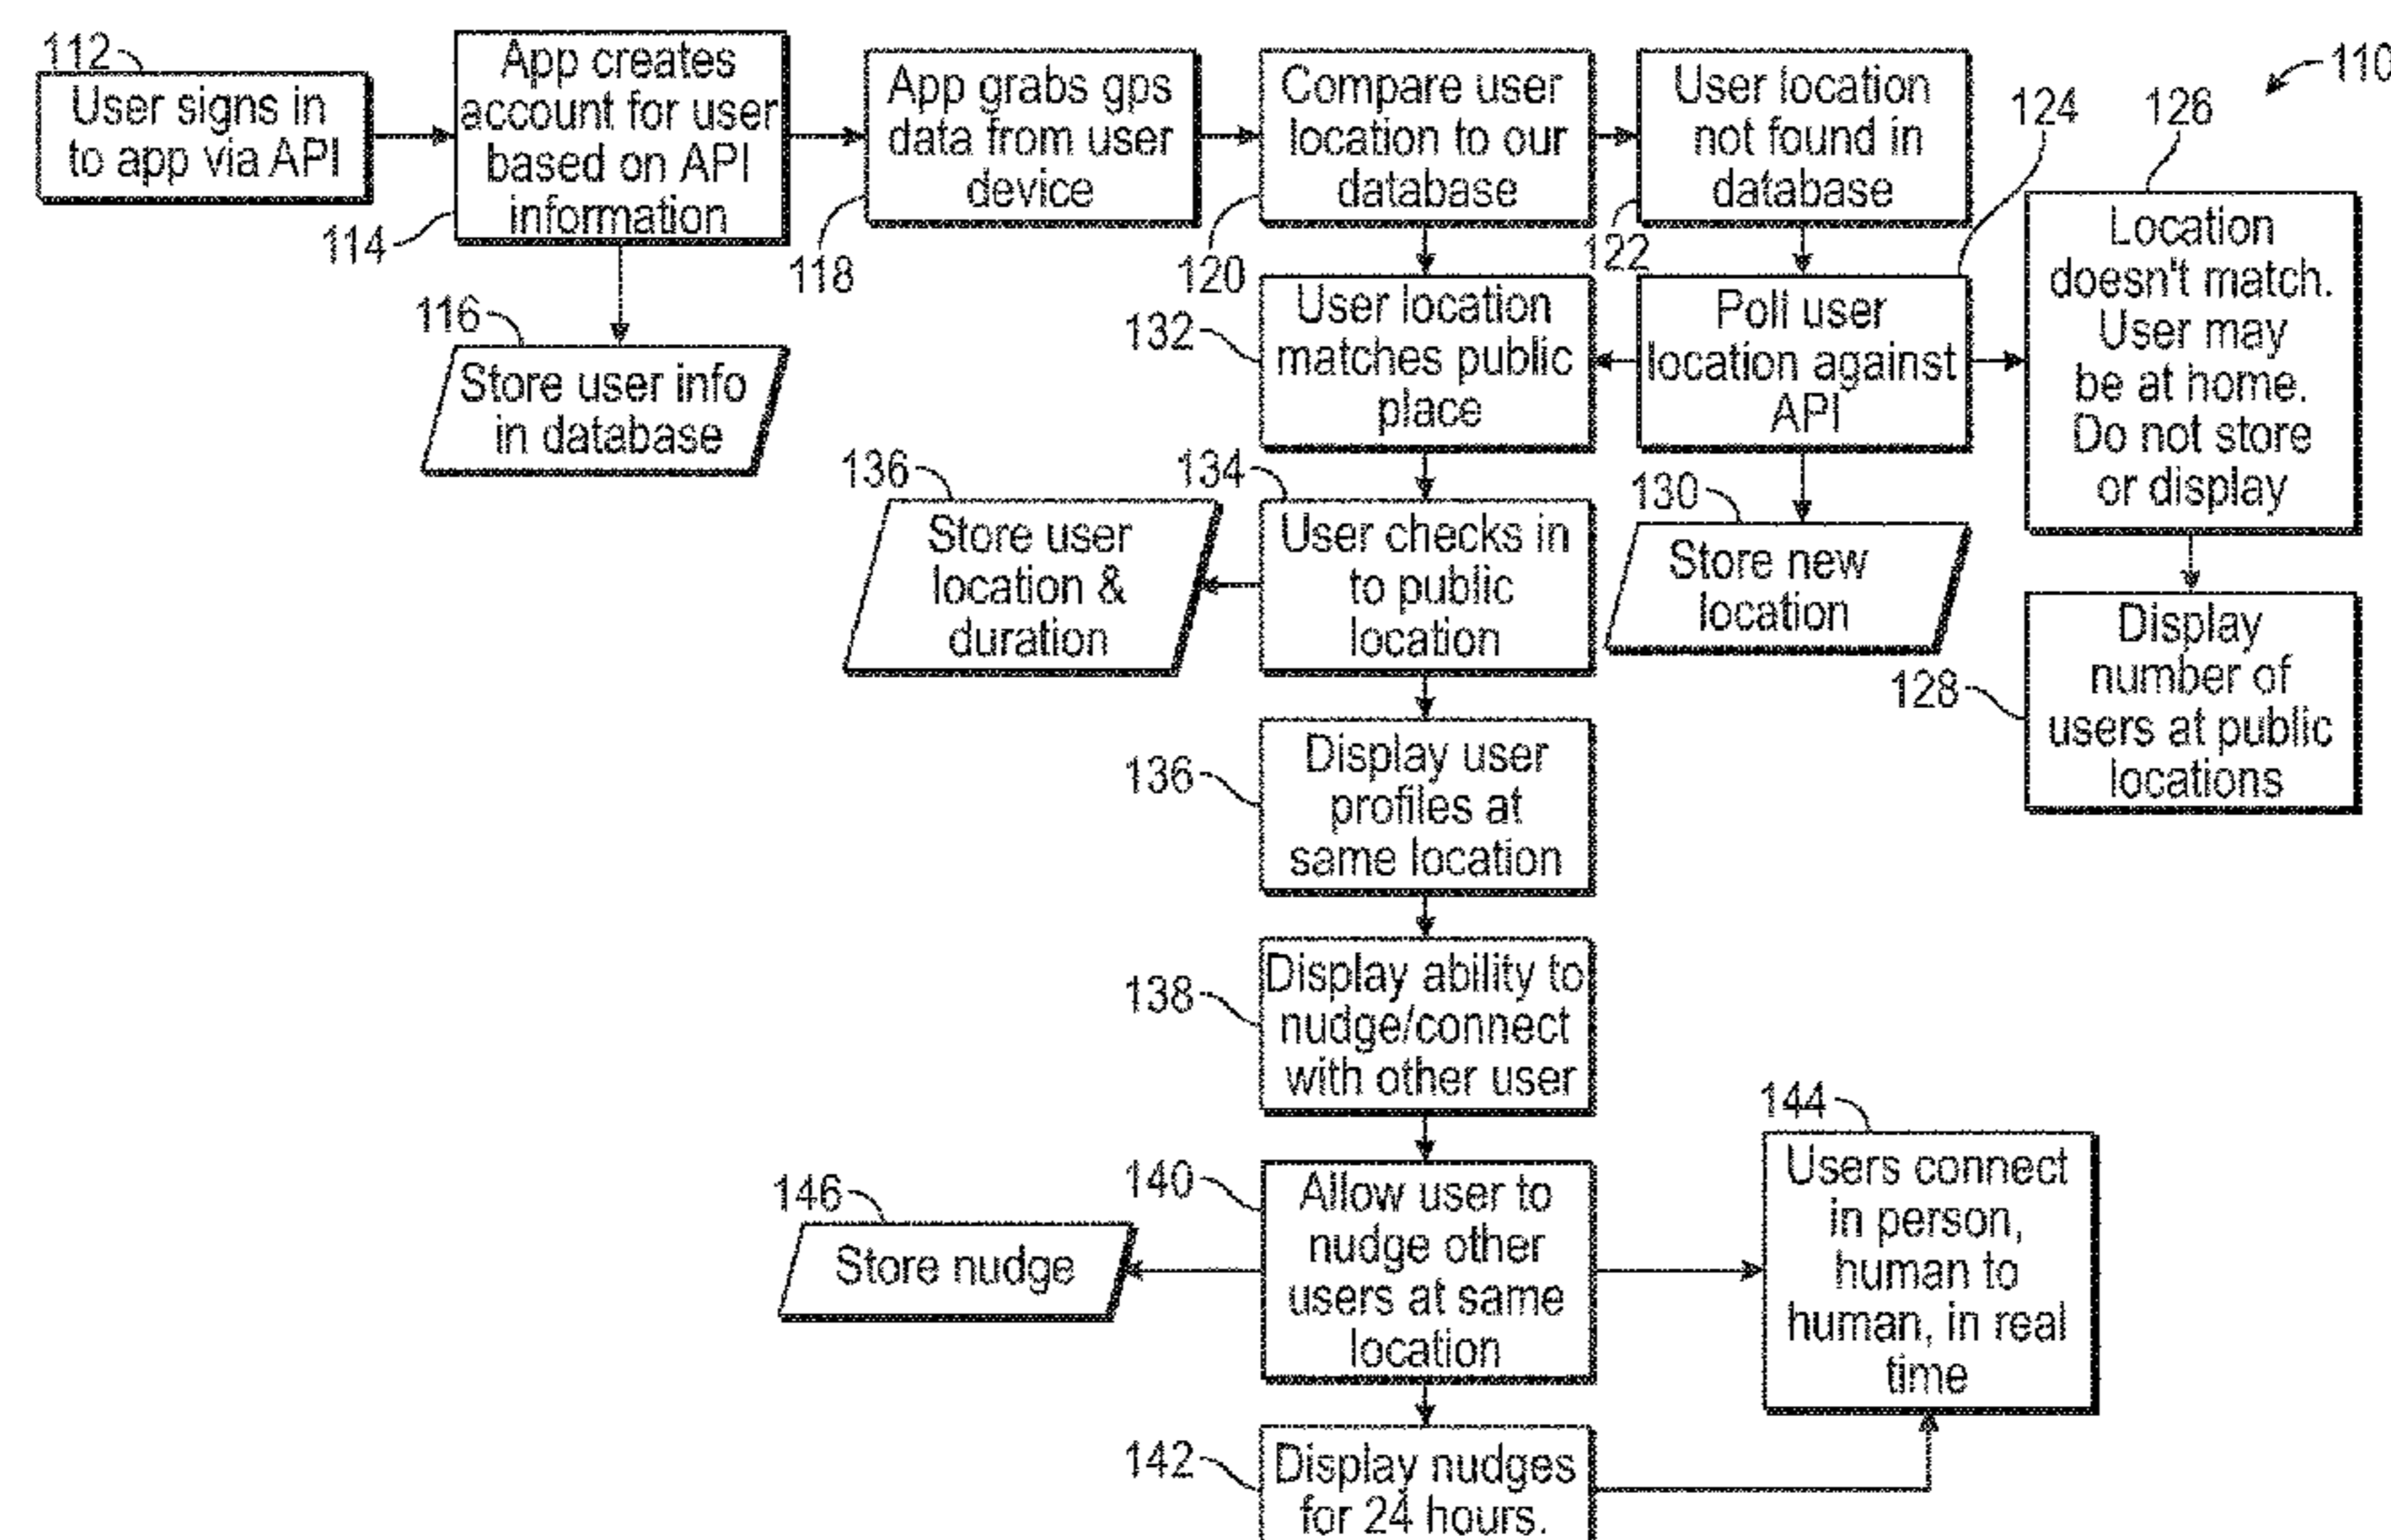 110
112
User signs in
to app via API
App creates
account for user
based on API
information
114
116
Store user info
in database
App grabs gps
data from user
device
118
Compare user
location to our
database
120
User location
not found in
database
122
124
Poll user
location against
API
126
Location
doesn't match.
User may
be at home.
Do not store
or display
128
Display
number of
users at public
locations
130
Store new
location
132
User location
matches public
place
134
User checks in
to public
location
136
Store user
location &
duration
136
Display user
profiles at
same location
138
Display ability to
nudge/connect
with other user
140
Allow user to
nudge other
users at same
location
146
Store nudge
144
Users connect
in person,
human to
human, in real
time
142
Display nudges
for 24 hours.